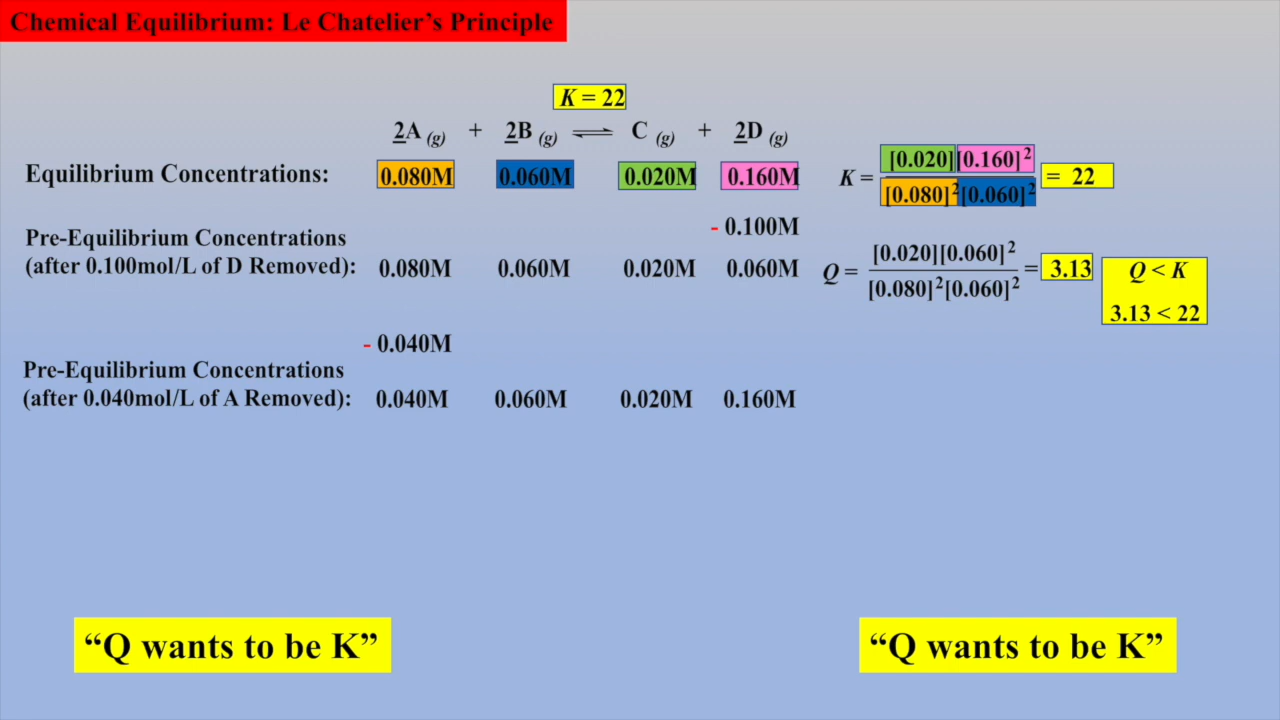 Chemical Equilibrium: Le Chatelier's Principle
K = 22
2A (g) + 2B (g) ⇌ C (g) + 2D (g)
Equilibrium Concentrations: 0.080M 0.060M 0.020M 0.160M
K = [0.020][0.160]² / [0.080]²[0.060]² = 22
- 0.100M
Pre-Equilibrium Concentrations
(after 0.100mol/L of D Removed): 0.080M 0.060M 0.020M 0.060M
Q = [0.020][0.060]² / [0.080]²[0.060]² = 3.13
Q < K
3.13 < 22
- 0.040M
Pre-Equilibrium Concentrations
(after 0.040mol/L of A Removed): 0.040M 0.060M 0.020M 0.160M
“Q wants to be K”
“Q wants to be K”